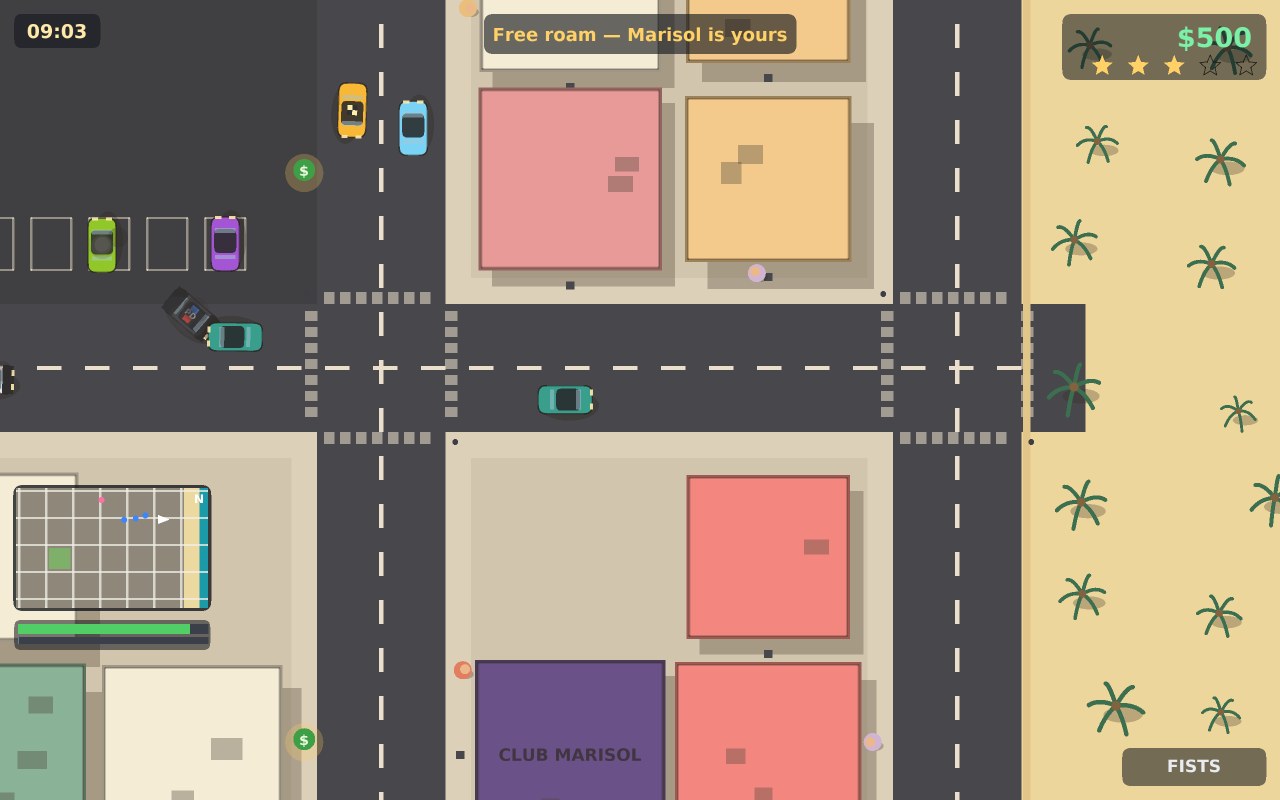 09:03
Free roam — Marisol is yours
$500
$
N
$
CLUB MARISOL
FISTS